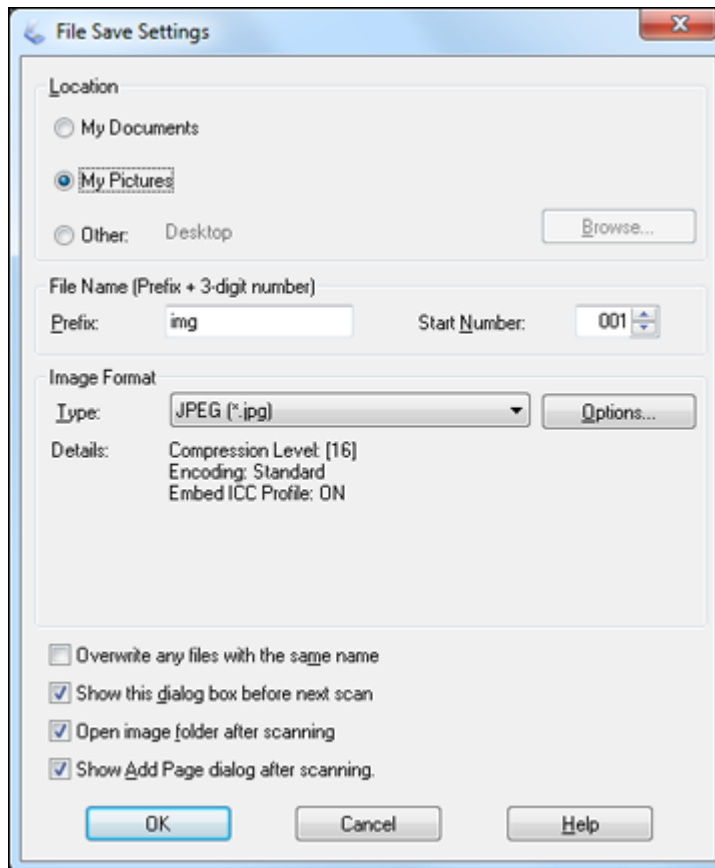 File Save Settings
Location
My Documents
My Pictures
Other: Desktop Browse...
File Name (Prefix + 3-digit number)
Prefix: img Start Number: 001
Image Format
Type: JPEG (*.jpg) Options...
Details: Compression Level: [16]
Encoding: Standard
Embed ICC Profile: ON
Overwrite any files with the same name
Show this dialog box before next scan
Open image folder after scanning
Show Add Page dialog after scanning.
OK Cancel Help